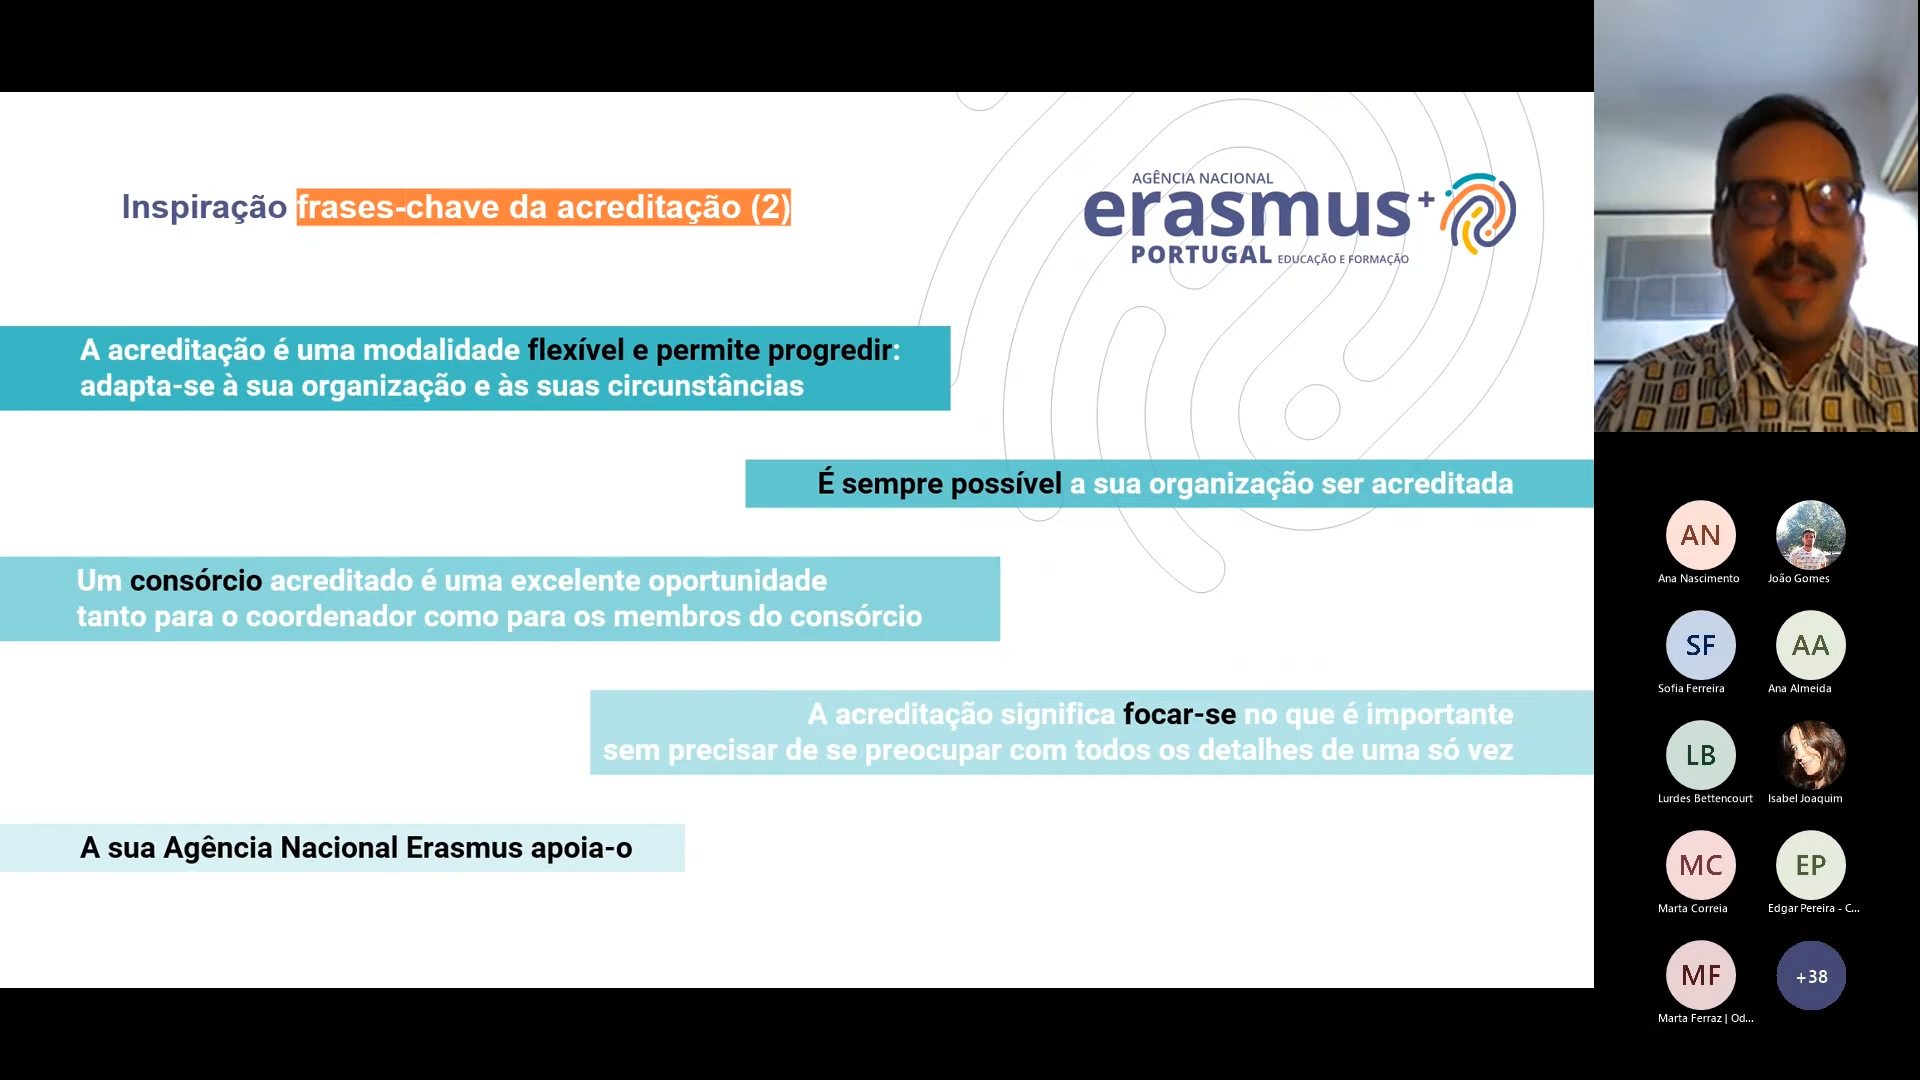 Inspiração frases-chave da acreditação (2)
AGÊNCIA NACIONAL
erasmus+
PORTUGAL EDUCAÇÃO E FORMAÇÃO
A acreditação é uma modalidade flexível e permite progredir:
adapta-se à sua organização e às suas circunstâncias
É sempre possível a sua organização ser acreditada
Um consórcio acreditado é uma excelente oportunidade
tanto para o coordenador como para os membros do consórcio
A acreditação significa focar-se no que é importante
sem precisar de se preocupar com todos os detalhes de uma só vez
A sua Agência Nacional Erasmus apoia-o
AN
Ana Nascimento
João Gomes
SF
Sofia Ferreira
AA
Ana Almeida
LB
Lurdes Bettencourt
Isabel Joaquim
MC
Marta Correia
EP
Edgar Pereira - C...
MF
Marta Ferraz | Od...
+38